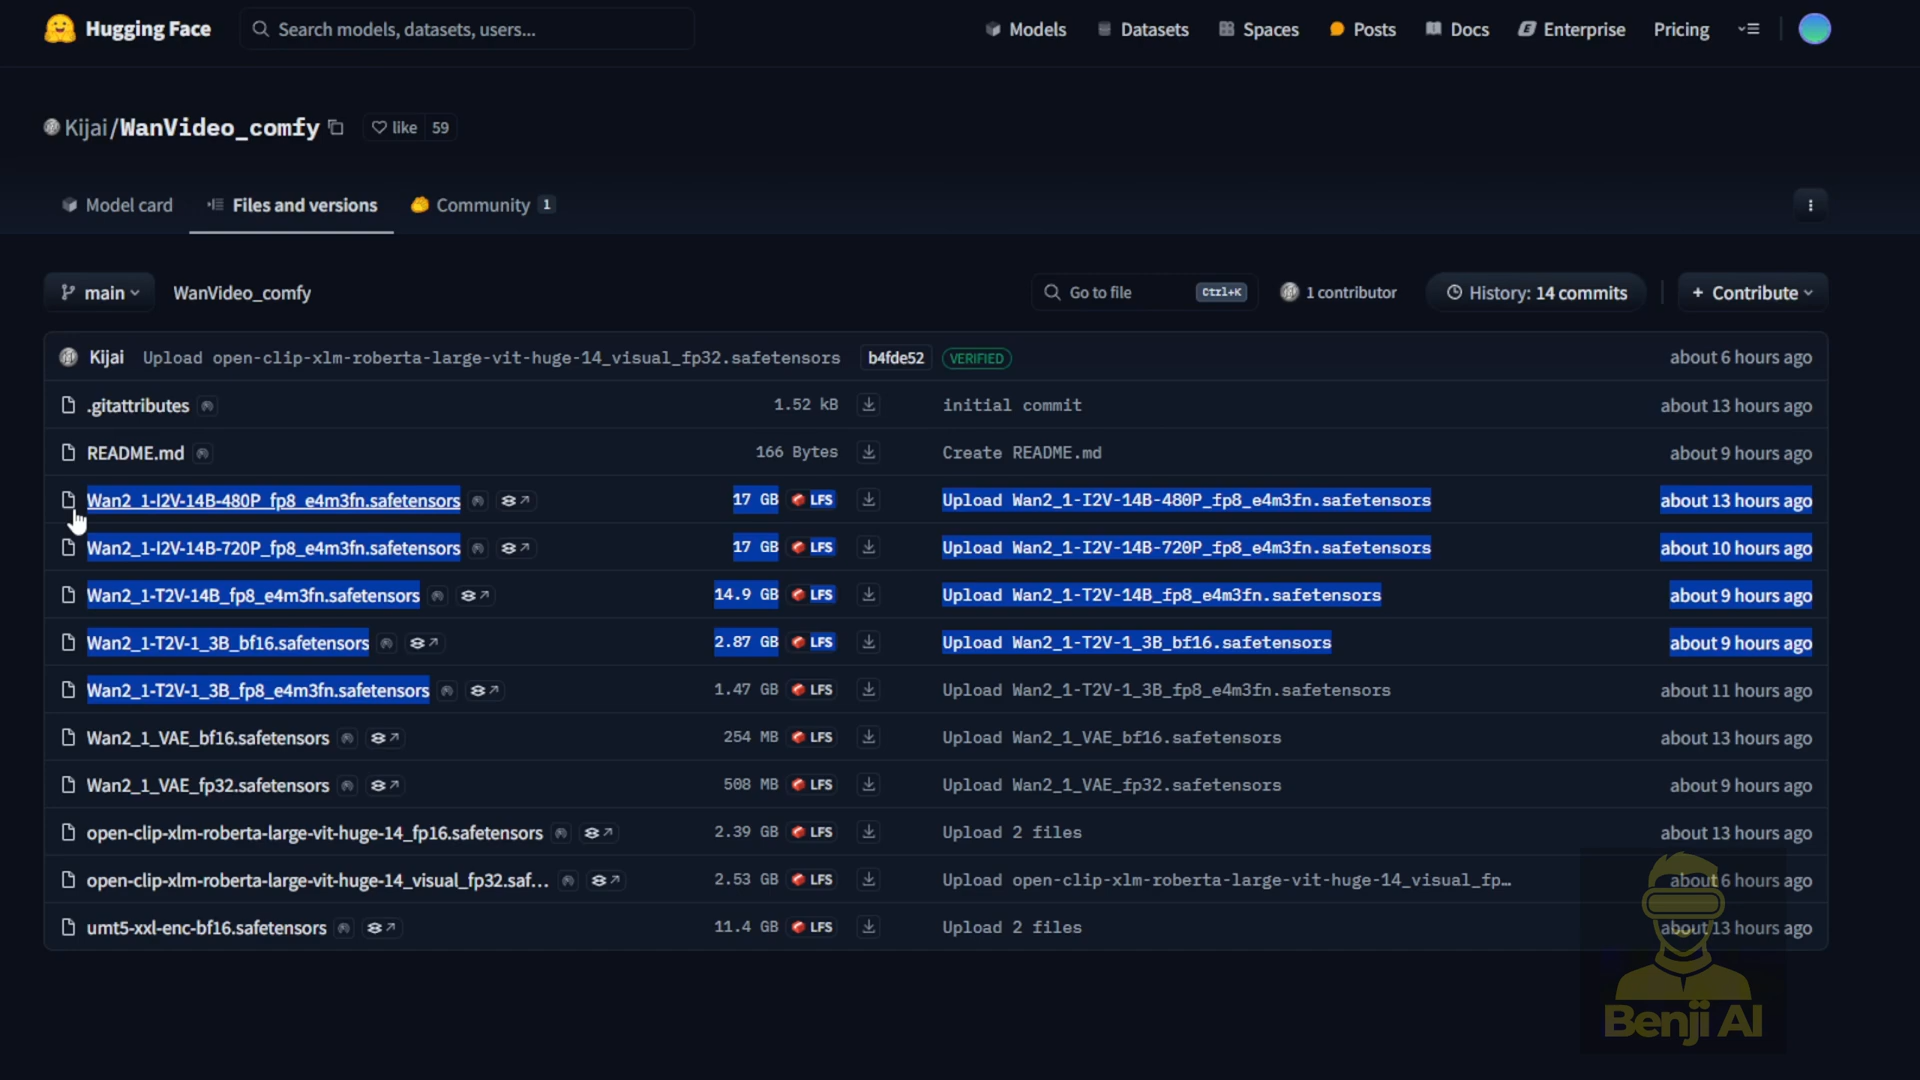 Hugging Face Search models, datasets, users... Models Datasets Spaces Posts Docs Enterprise Pricing
Kijai/WanVideo_comfy like 59
Model card Files and versions Community 1
main WanVideo_comfy Go to file Ctrl+K 1 contributor History: 14 commits + Contribute
Kijai Upload open-clip-xlm-roberta-large-vit-huge-14_visual_fp32.safetensors b4fde52 VERIFIED about 6 hours ago
.gitattributes 1.52 kB initial commit about 13 hours ago
README.md 166 Bytes Create README.md about 9 hours ago
Wan2_1-I2V-14B-480P_fp8_e4m3fn.safetensors 17 GB LFS Upload Wan2_1-I2V-14B-480P_fp8_e4m3fn.safetensors about 13 hours ago
Wan2_1-I2V-14B-720P_fp8_e4m3fn.safetensors 17 GB LFS Upload Wan2_1-I2V-14B-720P_fp8_e4m3fn.safetensors about 10 hours ago
Wan2_1-T2V-14B_fp8_e4m3fn.safetensors 14.9 GB LFS Upload Wan2_1-T2V-14B_fp8_e4m3fn.safetensors about 9 hours ago
Wan2_1-T2V-1_3B_bf16.safetensors 2.87 GB LFS Upload Wan2_1-T2V-1_3B_bf16.safetensors about 9 hours ago
Wan2_1-T2V-1_3B_fp8_e4m3fn.safetensors 1.47 GB LFS Upload Wan2_1-T2V-1_3B_fp8_e4m3fn.safetensors about 11 hours ago
Wan2_1_VAE_bf16.safetensors 254 MB LFS Upload Wan2_1_VAE_bf16.safetensors about 13 hours ago
Wan2_1_VAE_fp32.safetensors 508 MB LFS Upload Wan2_1_VAE_fp32.safetensors about 9 hours ago
open-clip-xlm-roberta-large-vit-huge-14_fp16.safetensors 2.39 GB LFS Upload 2 files about 13 hours ago
open-clip-xlm-roberta-large-vit-huge-14_visual_fp32.saf... 2.53 GB LFS Upload open-clip-xlm-roberta-large-vit-huge-14_visual_fp... about 6 hours ago
umt5-xxl-enc-bf16.safetensors 11.4 GB LFS Upload 2 files about 13 hours ago
Benji AI